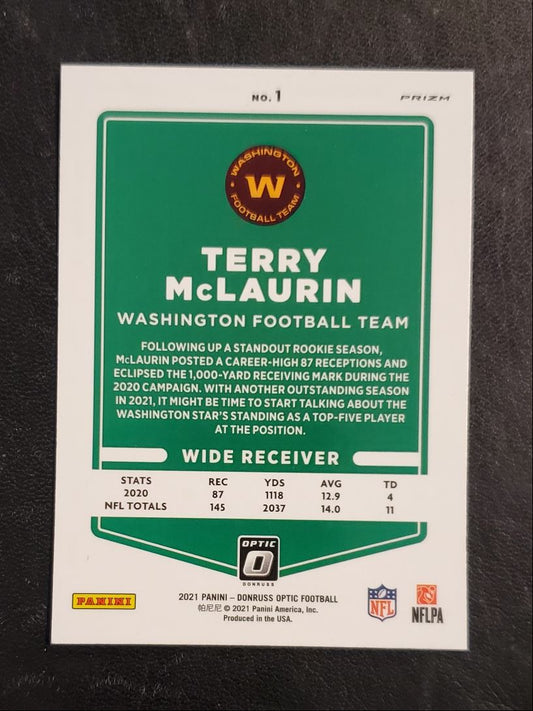 NO. 1 PRIZM
WASHINGTON
W
FOOTBALL TEAM
TERRY
McLAURIN
WASHINGTON FOOTBALL TEAM
FOLLOWING UP A STANDOUT ROOKIE SEASON,
McLAURIN POSTED A CAREER-HIGH 87 RECEPTIONS AND
ECLIPSED THE 1,000-YARD RECEIVING MARK DURING THE
2020 CAMPAIGN. WITH ANOTHER OUTSTANDING SEASON
IN 2021, IT MIGHT BE TIME TO START TALKING ABOUT THE
WASHINGTON STAR'S STANDING AS A TOP-FIVE PLAYER
AT THE POSITION.
WIDE RECEIVER
STATS REC YDS AVG TD
2020 87 1118 12.9 4
NFL TOTALS 145 2037 14.0 11
OPTIC
O
DONRUSS
PANINI
2021 PANINI – DONRUSS OPTIC FOOTBALL
帕尼尼 © 2021 Panini America, Inc.
Produced in the USA.
NFL
NFLPA